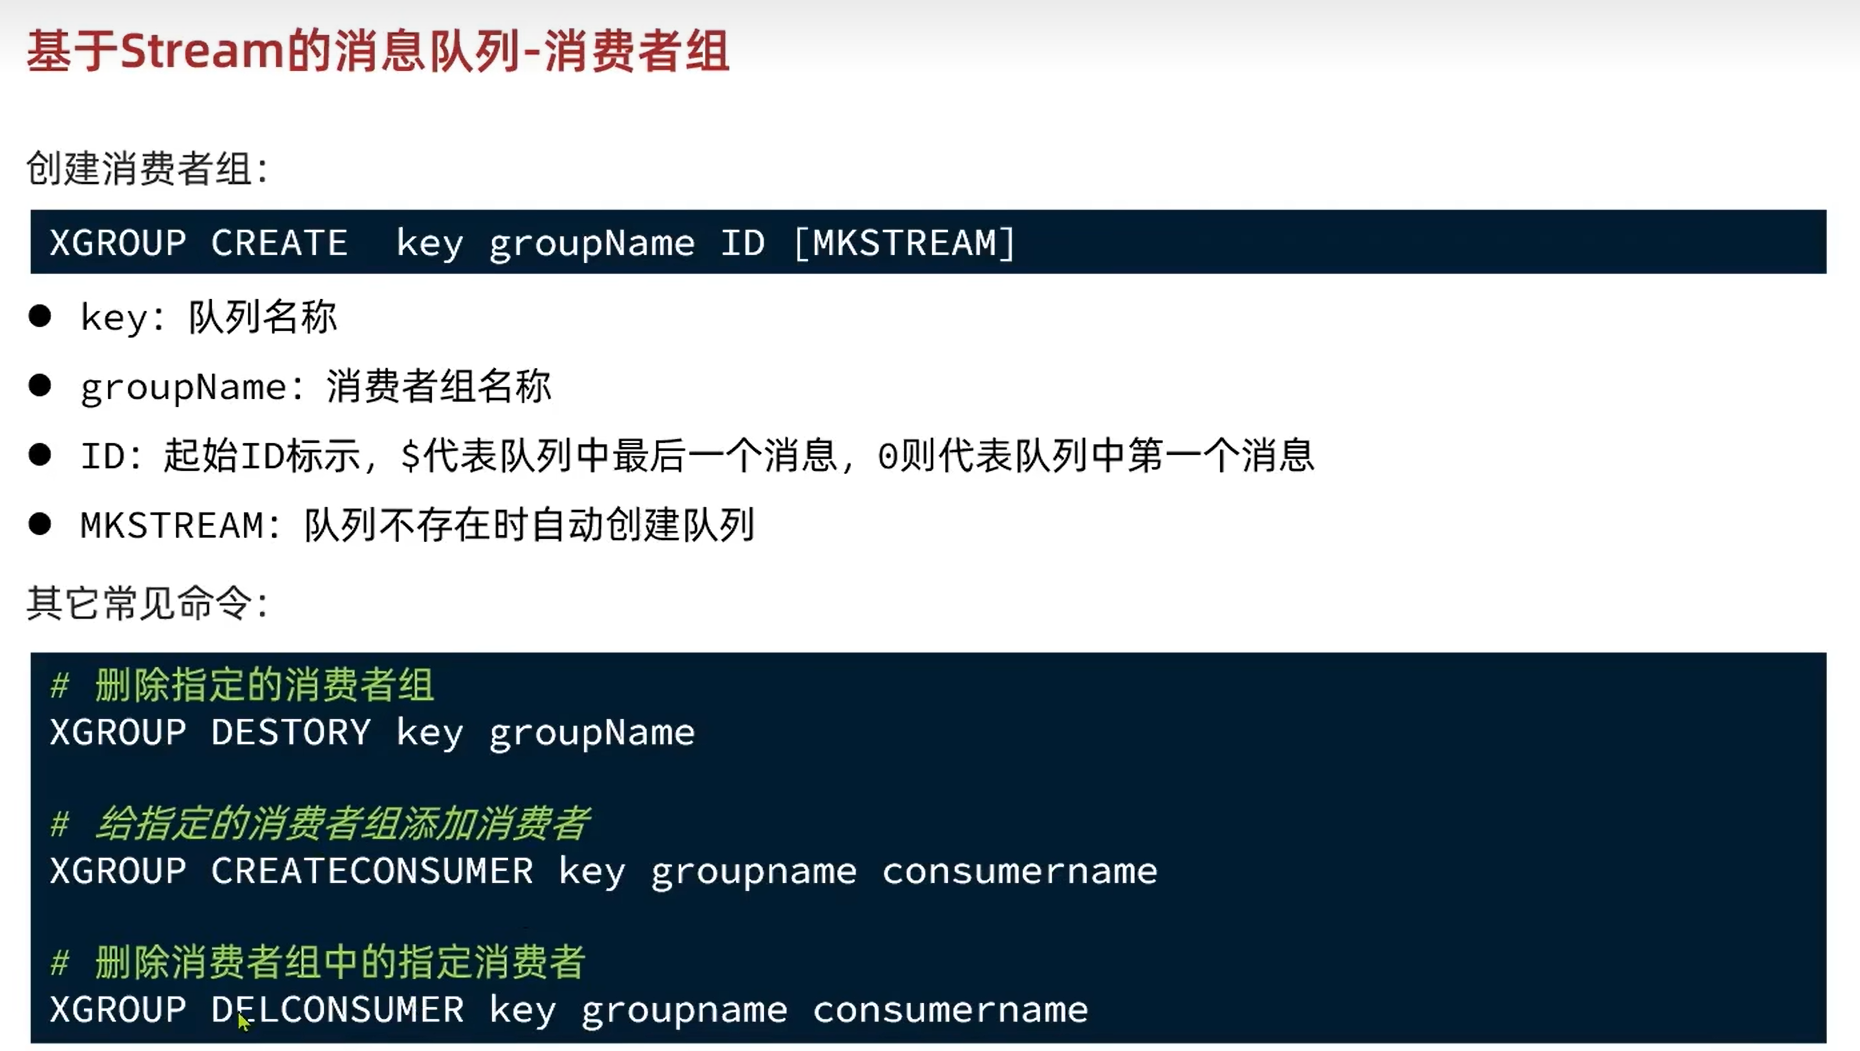 基于Stream的消息队列-消费者组
创建消费者组：
XGROUP CREATE  key groupName ID [MKSTREAM]
● key：队列名称
● groupName：消费者组名称
● ID：起始ID标示，$代表队列中最后一个消息，0则代表队列中第一个消息
● MKSTREAM：队列不存在时自动创建队列
其它常见命令：
# 删除指定的消费者组
XGROUP DESTORY key groupName
# 给指定的消费者组添加消费者
XGROUP CREATECONSUMER key groupname consumername
# 删除消费者组中的指定消费者
XGROUP DELCONSUMER key groupname consumername